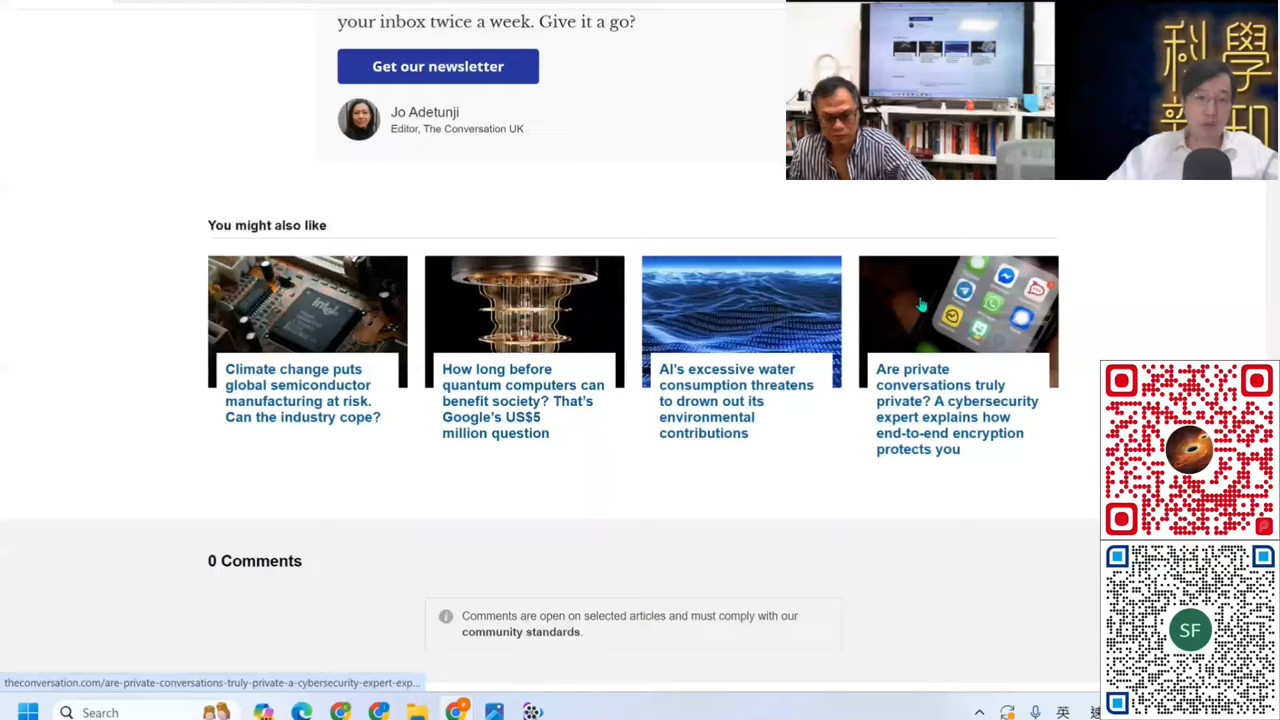 your inbox twice a week. Give it a go?
Get our newsletter
Jo Adetunji
Editor, The Conversation UK
科學
新知
You might also like
intel
Climate change puts
global semiconductor
manufacturing at risk.
Can the industry cope?
How long before
quantum computers can
benefit society? That’s
Google’s US$5
million question
AI’s excessive water
consumption threatens
to drown out its
environmental
contributions
Are private
conversations truly
private? A cybersecurity
expert explains how
end-to-end encryption
protects you
0 Comments
Comments are open on selected articles and must comply with our
community standards.
SF
theconversation.com/are-private-conversations-truly-private-a-cybersecurity-expert-exp...
Search
英
速